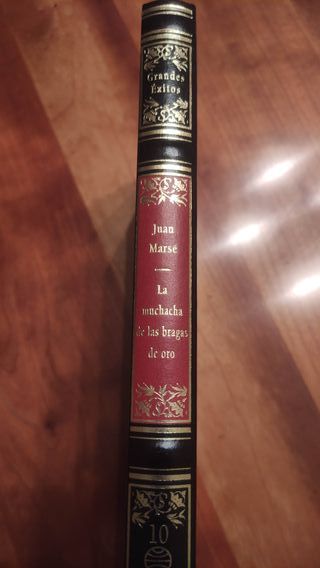 Grandes
Éxitos
Juan
Marsé
La
muchacha
de las bragas
de oro
10